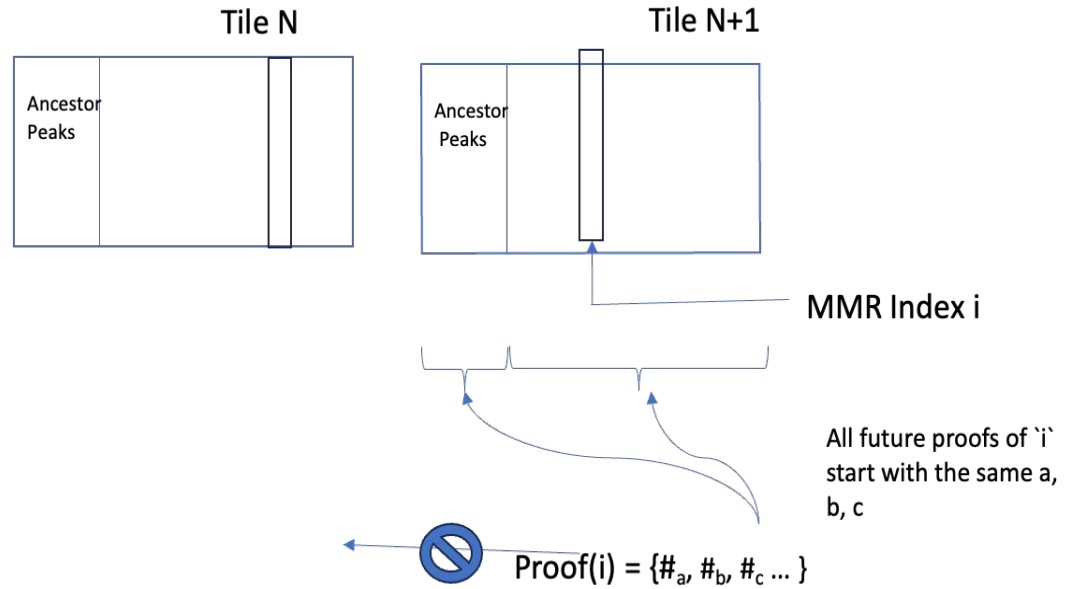 Tile N
Tile N+1
Ancestor
Peaks
Ancestor
Peaks
MMR Index i
All future proofs of `i`
start with the same a,
b, c
Proof(i) = {#a, #b, #c ... }